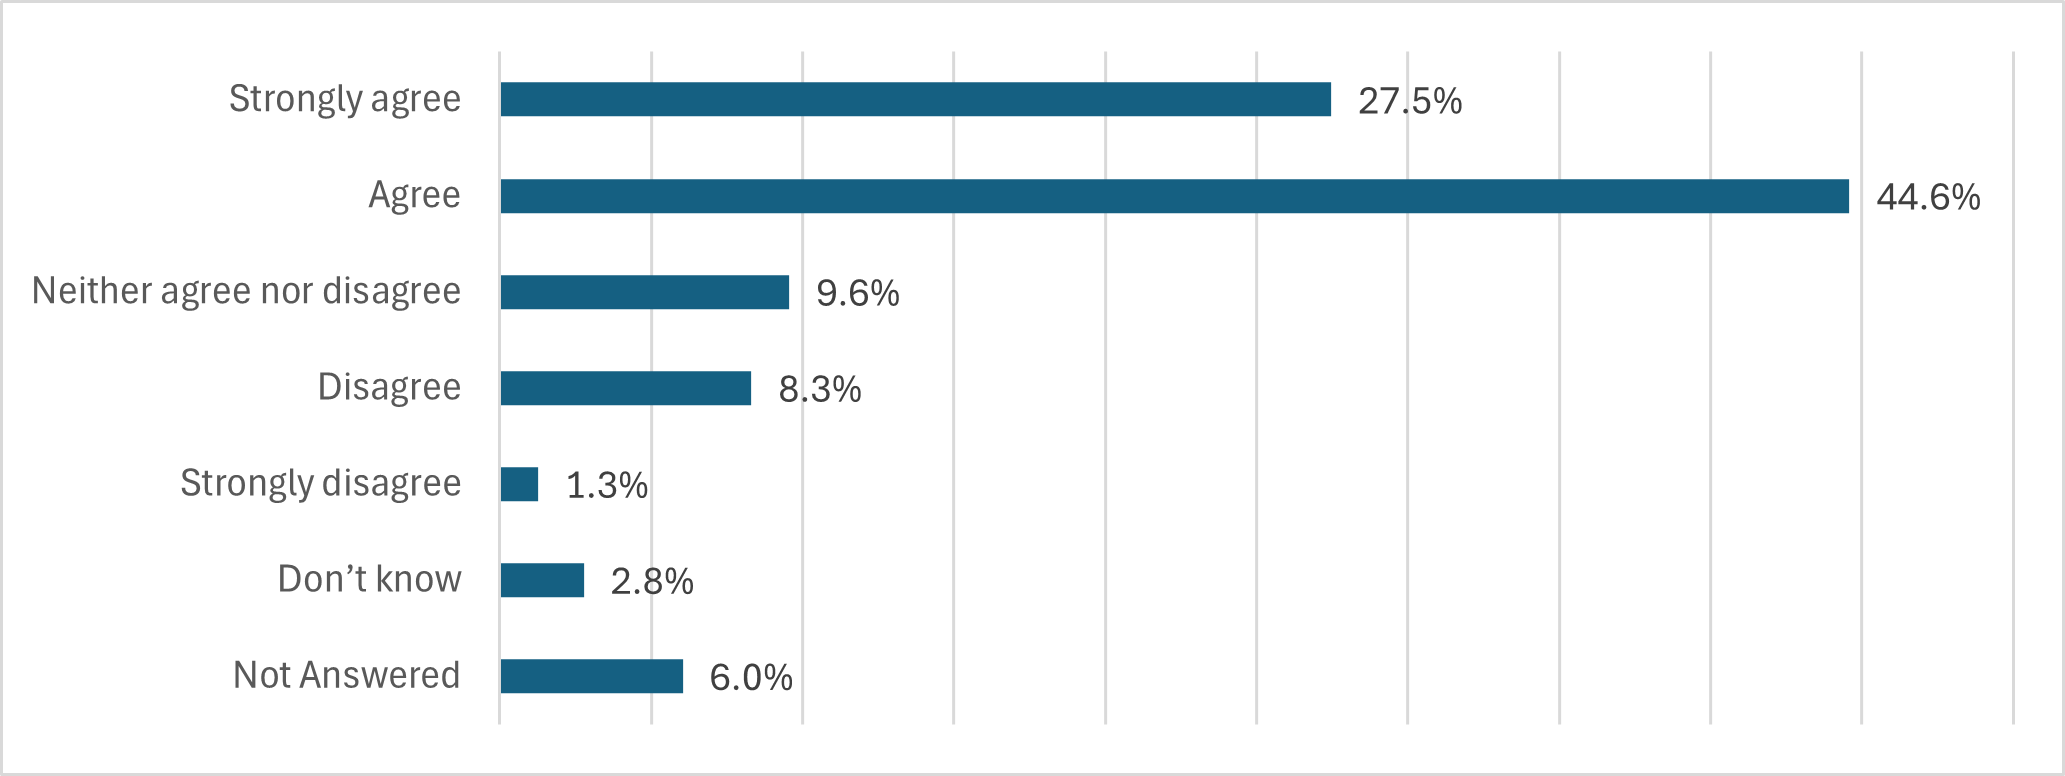 Strongly agree 27.5%
Agree 44.6%
Neither agree nor disagree 9.6%
Disagree 8.3%
Strongly disagree 1.3%
Don’t know 2.8%
Not Answered 6.0%